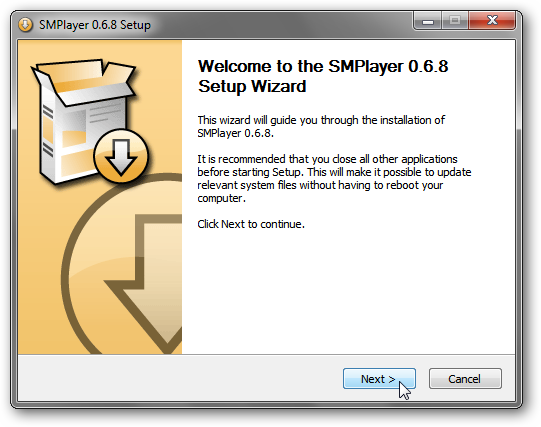 SMPlayer 0.6.8 Setup
Welcome to the SMPlayer 0.6.8
Setup Wizard
This wizard will guide you through the installation of
SMPlayer 0.6.8.
It is recommended that you close all other applications
before starting Setup. This will make it possible to update
relevant system files without having to reboot your
computer.
Click Next to continue.
Next >
Cancel